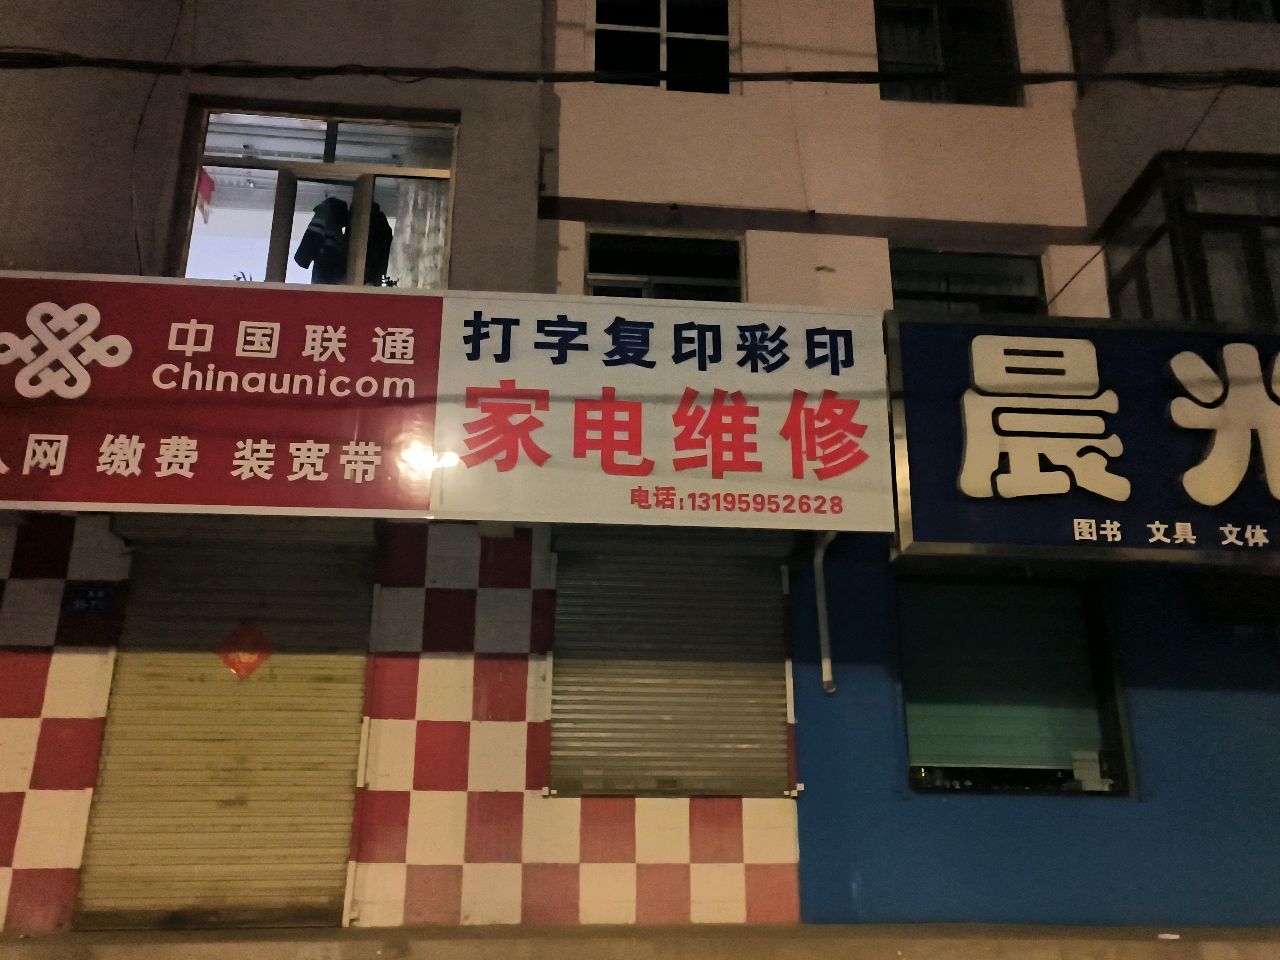 中国联通
Chinaunicom
网 缴费 装宽带
打字复印彩印
家电维修
电话:13195952628
晨光
图书 文具 文体